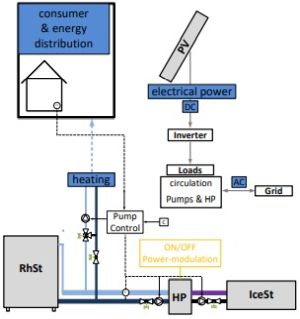 consumer
& energy
distribution
PV
electrical power
DC
Inverter
Loads
circulation
Pumps & HP
AC
Grid
heating
Pump
Control
C
ON/OFF
Power-modulation
RhSt
HP
IceSt